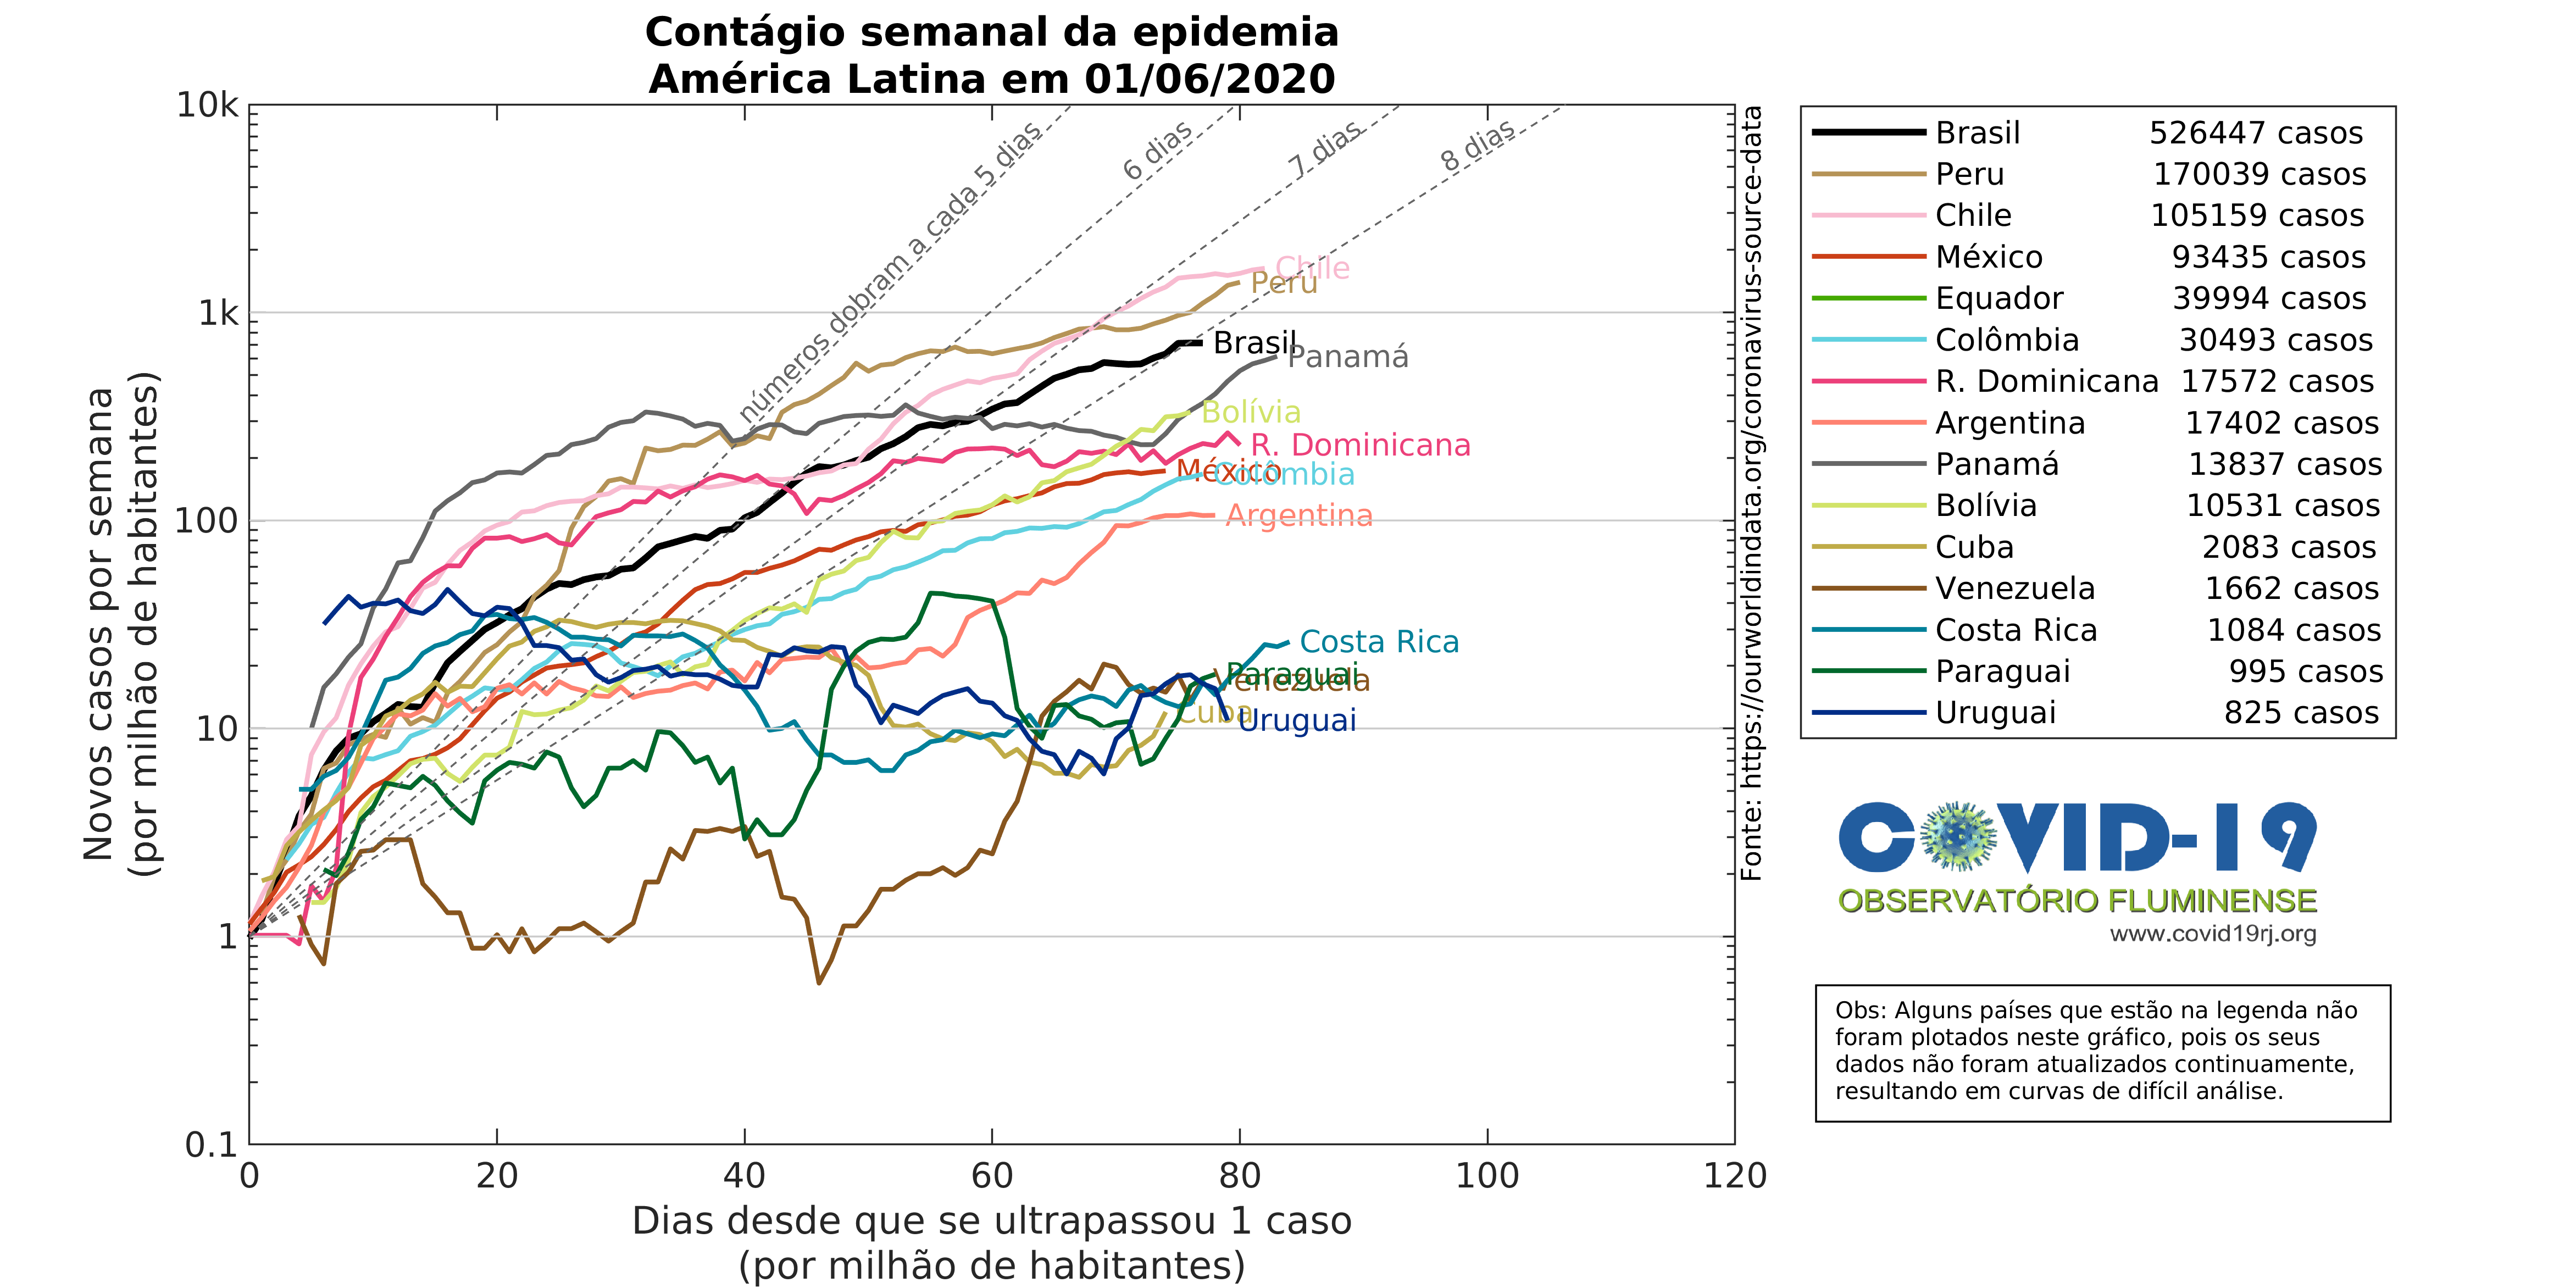 Contágio semanal da epidemia
América Latina em 01/06/2020
Novos casos por semana
(por milhão de habitantes)
10k
1k
100
10
1
0.1
números dobram a cada 5 dias
6 dias
7 dias
8 dias
Chile
Peru
Brasil
Panamá
Bolívia
R. Dominicana
México
Colômbia
Argentina
Costa Rica
Paraguai
Venezuela
Cuba
Uruguai
0 20 40 60 80 100 120
Dias desde que se ultrapassou 1 caso
(por milhão de habitantes)
Fonte: https://ourworldindata.org/coronavirus-source-data
Brasil 526447 casos
Peru 170039 casos
Chile 105159 casos
México 93435 casos
Equador 39994 casos
Colômbia 30493 casos
R. Dominicana 17572 casos
Argentina 17402 casos
Panamá 13837 casos
Bolívia 10531 casos
Cuba 2083 casos
Venezuela 1662 casos
Costa Rica 1084 casos
Paraguai 995 casos
Uruguai 825 casos
COVID-19
OBSERVATÓRIO FLUMINENSE
www.covid19rj.org
Obs: Alguns países que estão na legenda não
foram plotados neste gráfico, pois os seus
dados não foram atualizados continuamente,
resultando em curvas de difícil análise.